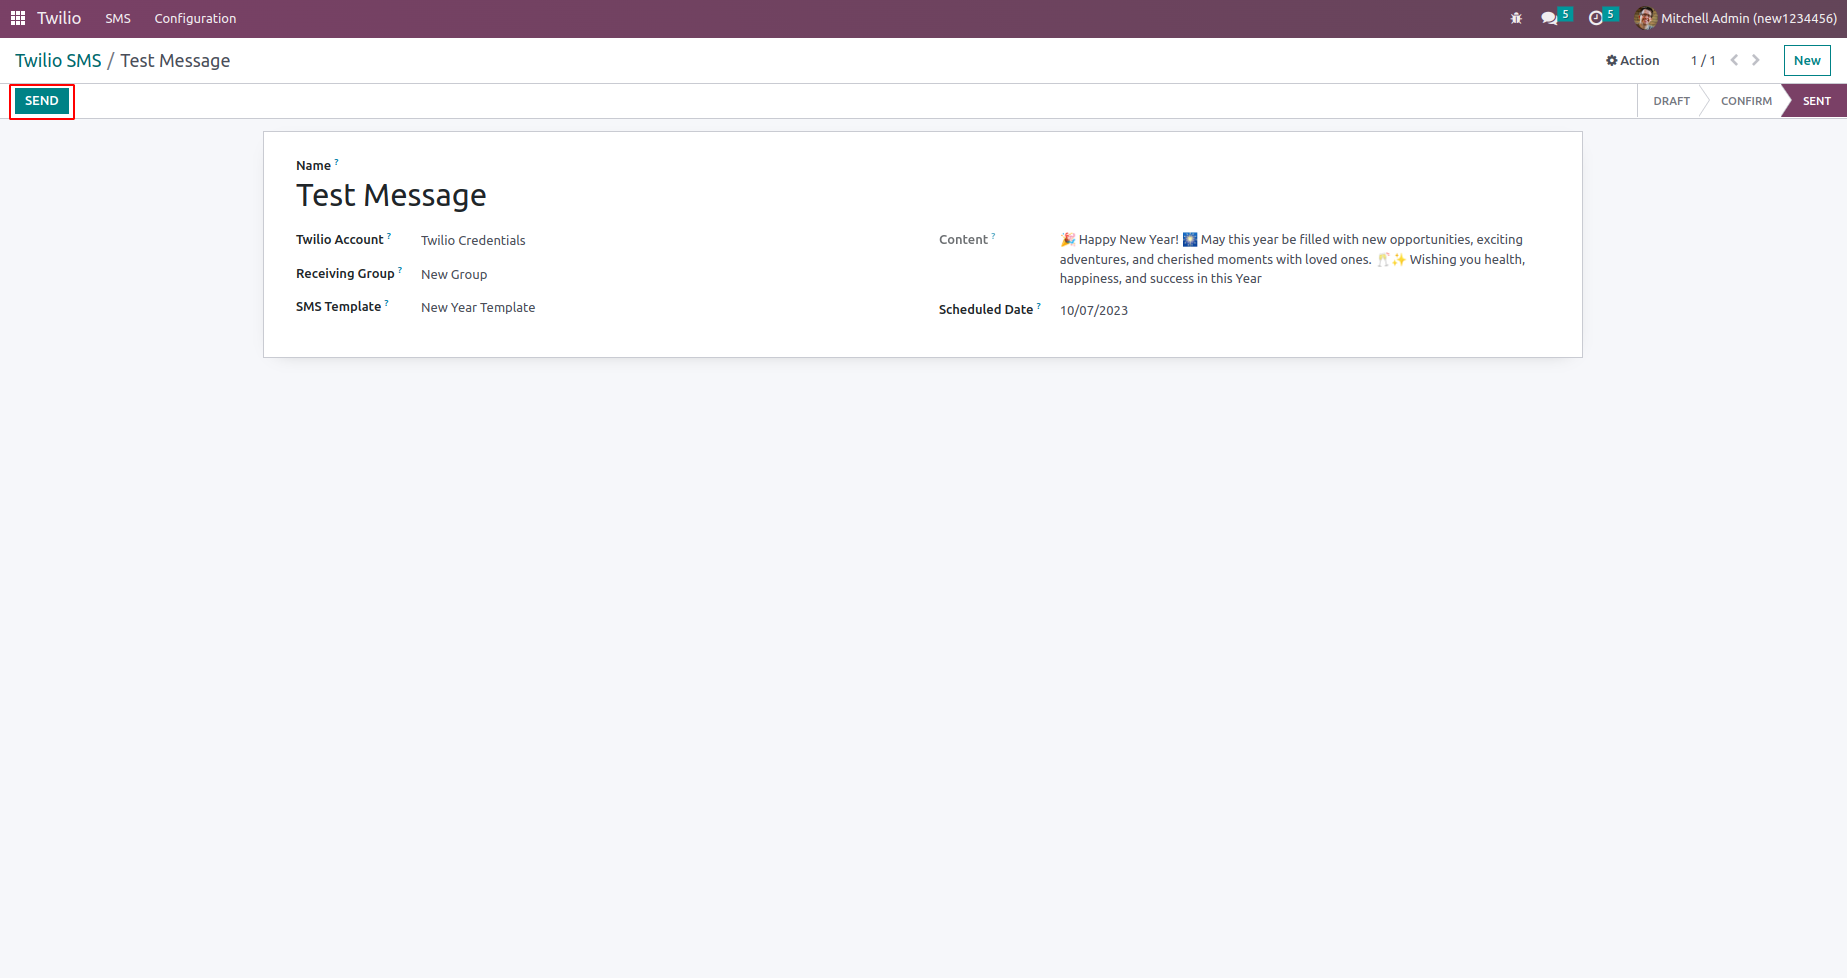 Twilio SMS Configuration 5 5 Mitchell Admin (new1234456)
Twilio SMS / Test Message Action 1 / 1 New
SEND DRAFT CONFIRM SENT
Name ?
Test Message
Twilio Account ? Twilio Credentials
Receiving Group ? New Group
SMS Template ? New Year Template
Content ? 🎉 Happy New Year! 🎆 May this year be filled with new opportunities, exciting
adventures, and cherished moments with loved ones. 🥂✨ Wishing you health,
happiness, and success in this Year
Scheduled Date ? 10/07/2023